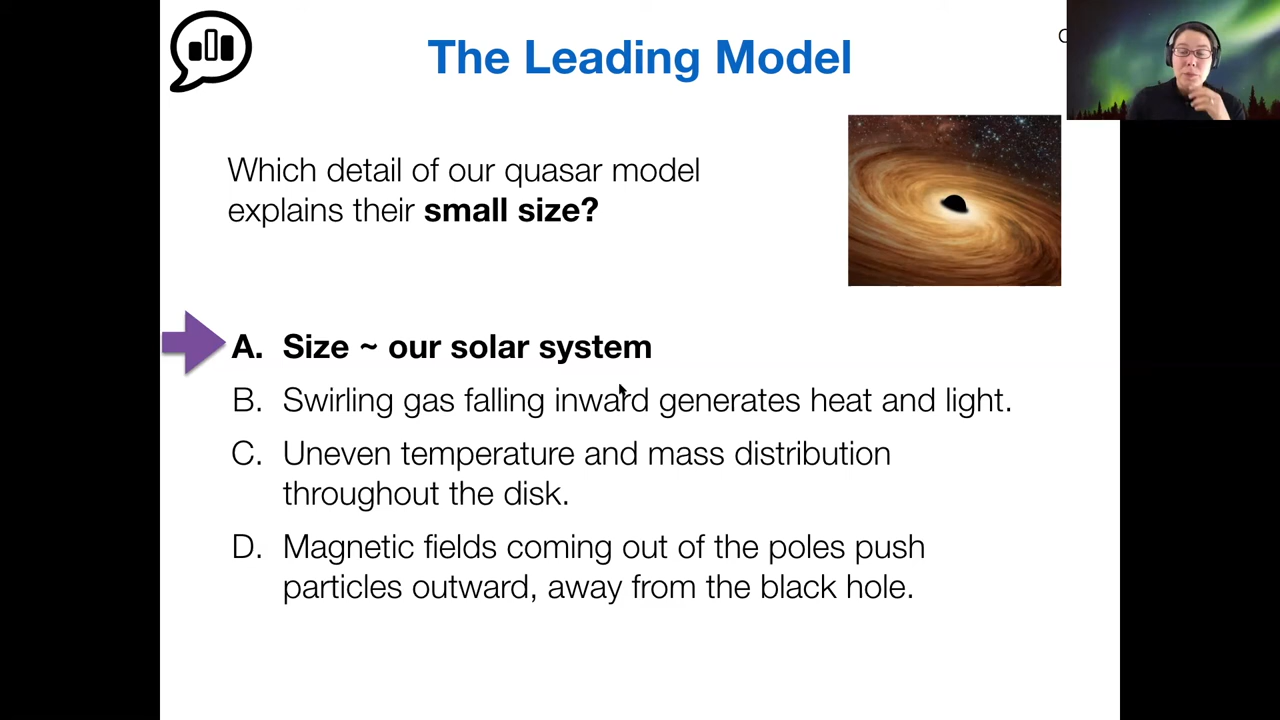 The Leading Model
Which detail of our quasar model
explains their small size?
A. Size ~ our solar system
B. Swirling gas falling inward generates heat and light.
C. Uneven temperature and mass distribution
throughout the disk.
D. Magnetic fields coming out of the poles push
particles outward, away from the black hole.